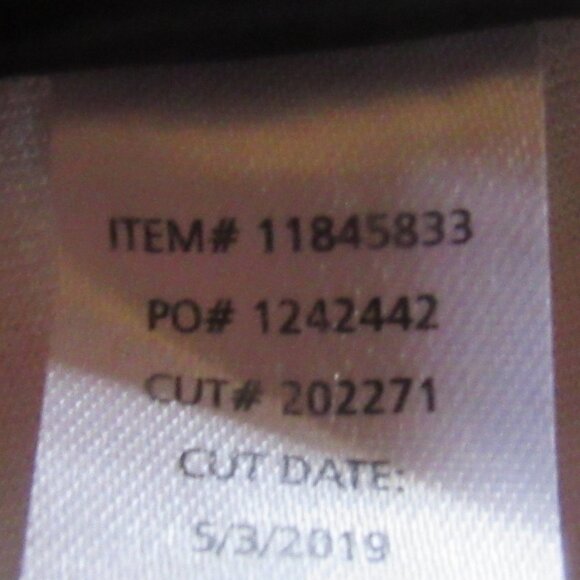 ITEM# 11845833
PO# 1242442
CUT# 202271
CUT DATE:
5/3/2019